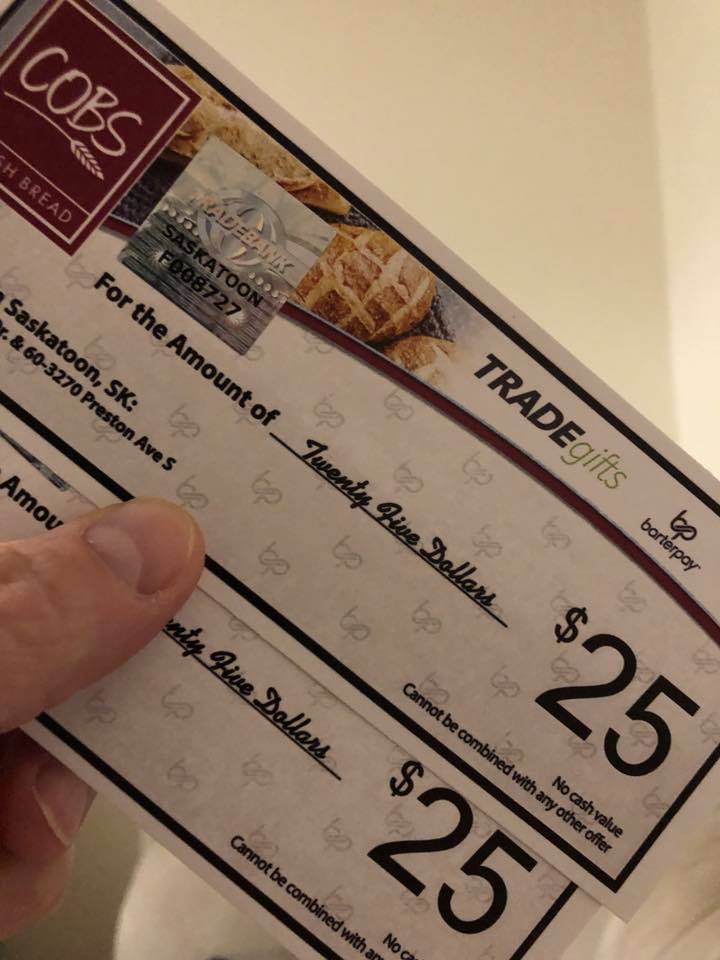 COBS
BREAD
TRADEBANK
SASKATOON
F008727
TRADEgifts
barterpay
For the Amount of Twenty Five Dollars
Saskatoon, SK:
& 60-3270 Preston Ave S
$25
No cash value
Cannot be combined with any other offer
Amou
Five Dollars
$25
No
Cannot be combined with